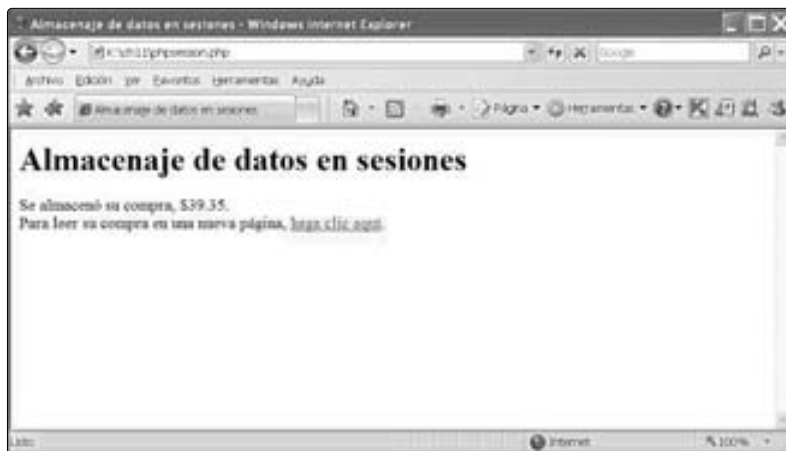 Almacenaje de datos en sesiones - Windows Internet Explorer
Google
Archivo Edición Ver Favoritos Herramientas Ayuda
Almacenaje de datos en sesiones
Página Herramientas
Almacenaje de datos en sesiones
Se almacenó su compra, $39.35.
Para leer su compra en una nueva página, haga clic aquí.
Listo
Internet
100%